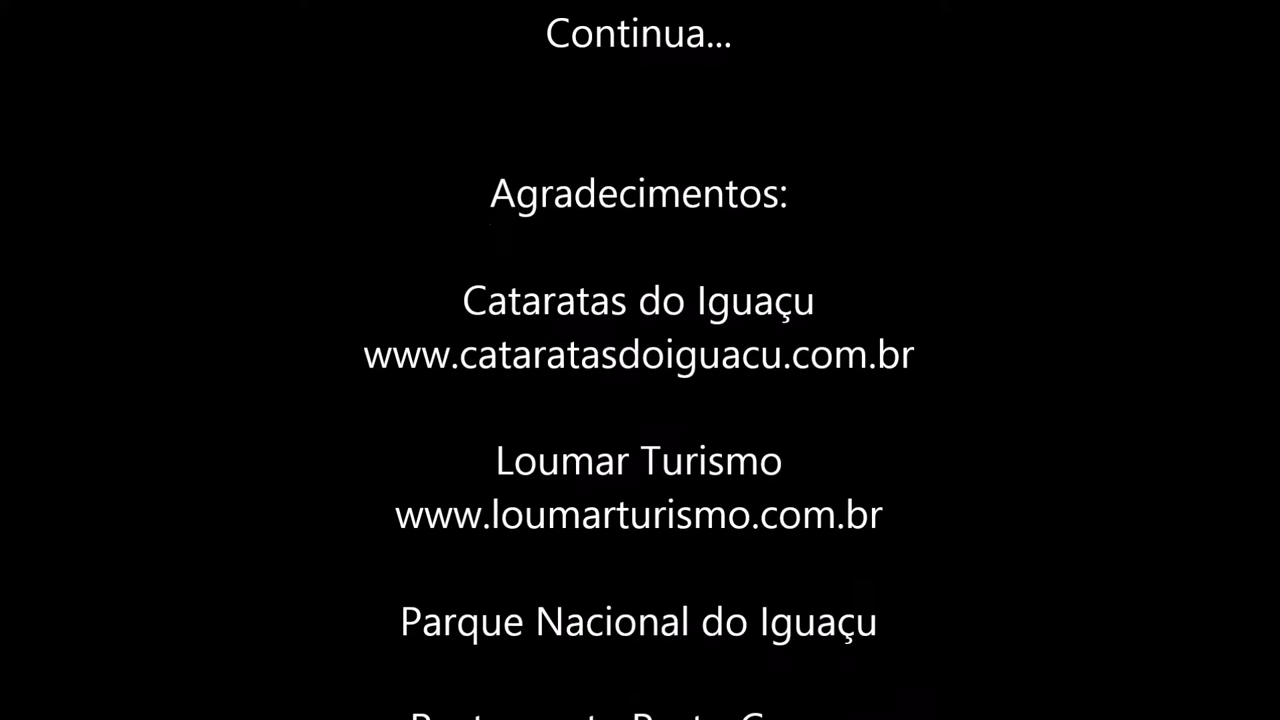 Continua...
Agradecimentos:
Cataratas do Iguaçu
www.cataratasdoiguacu.com.br
Loumar Turismo
www.loumarturismo.com.br
Parque Nacional do Iguaçu